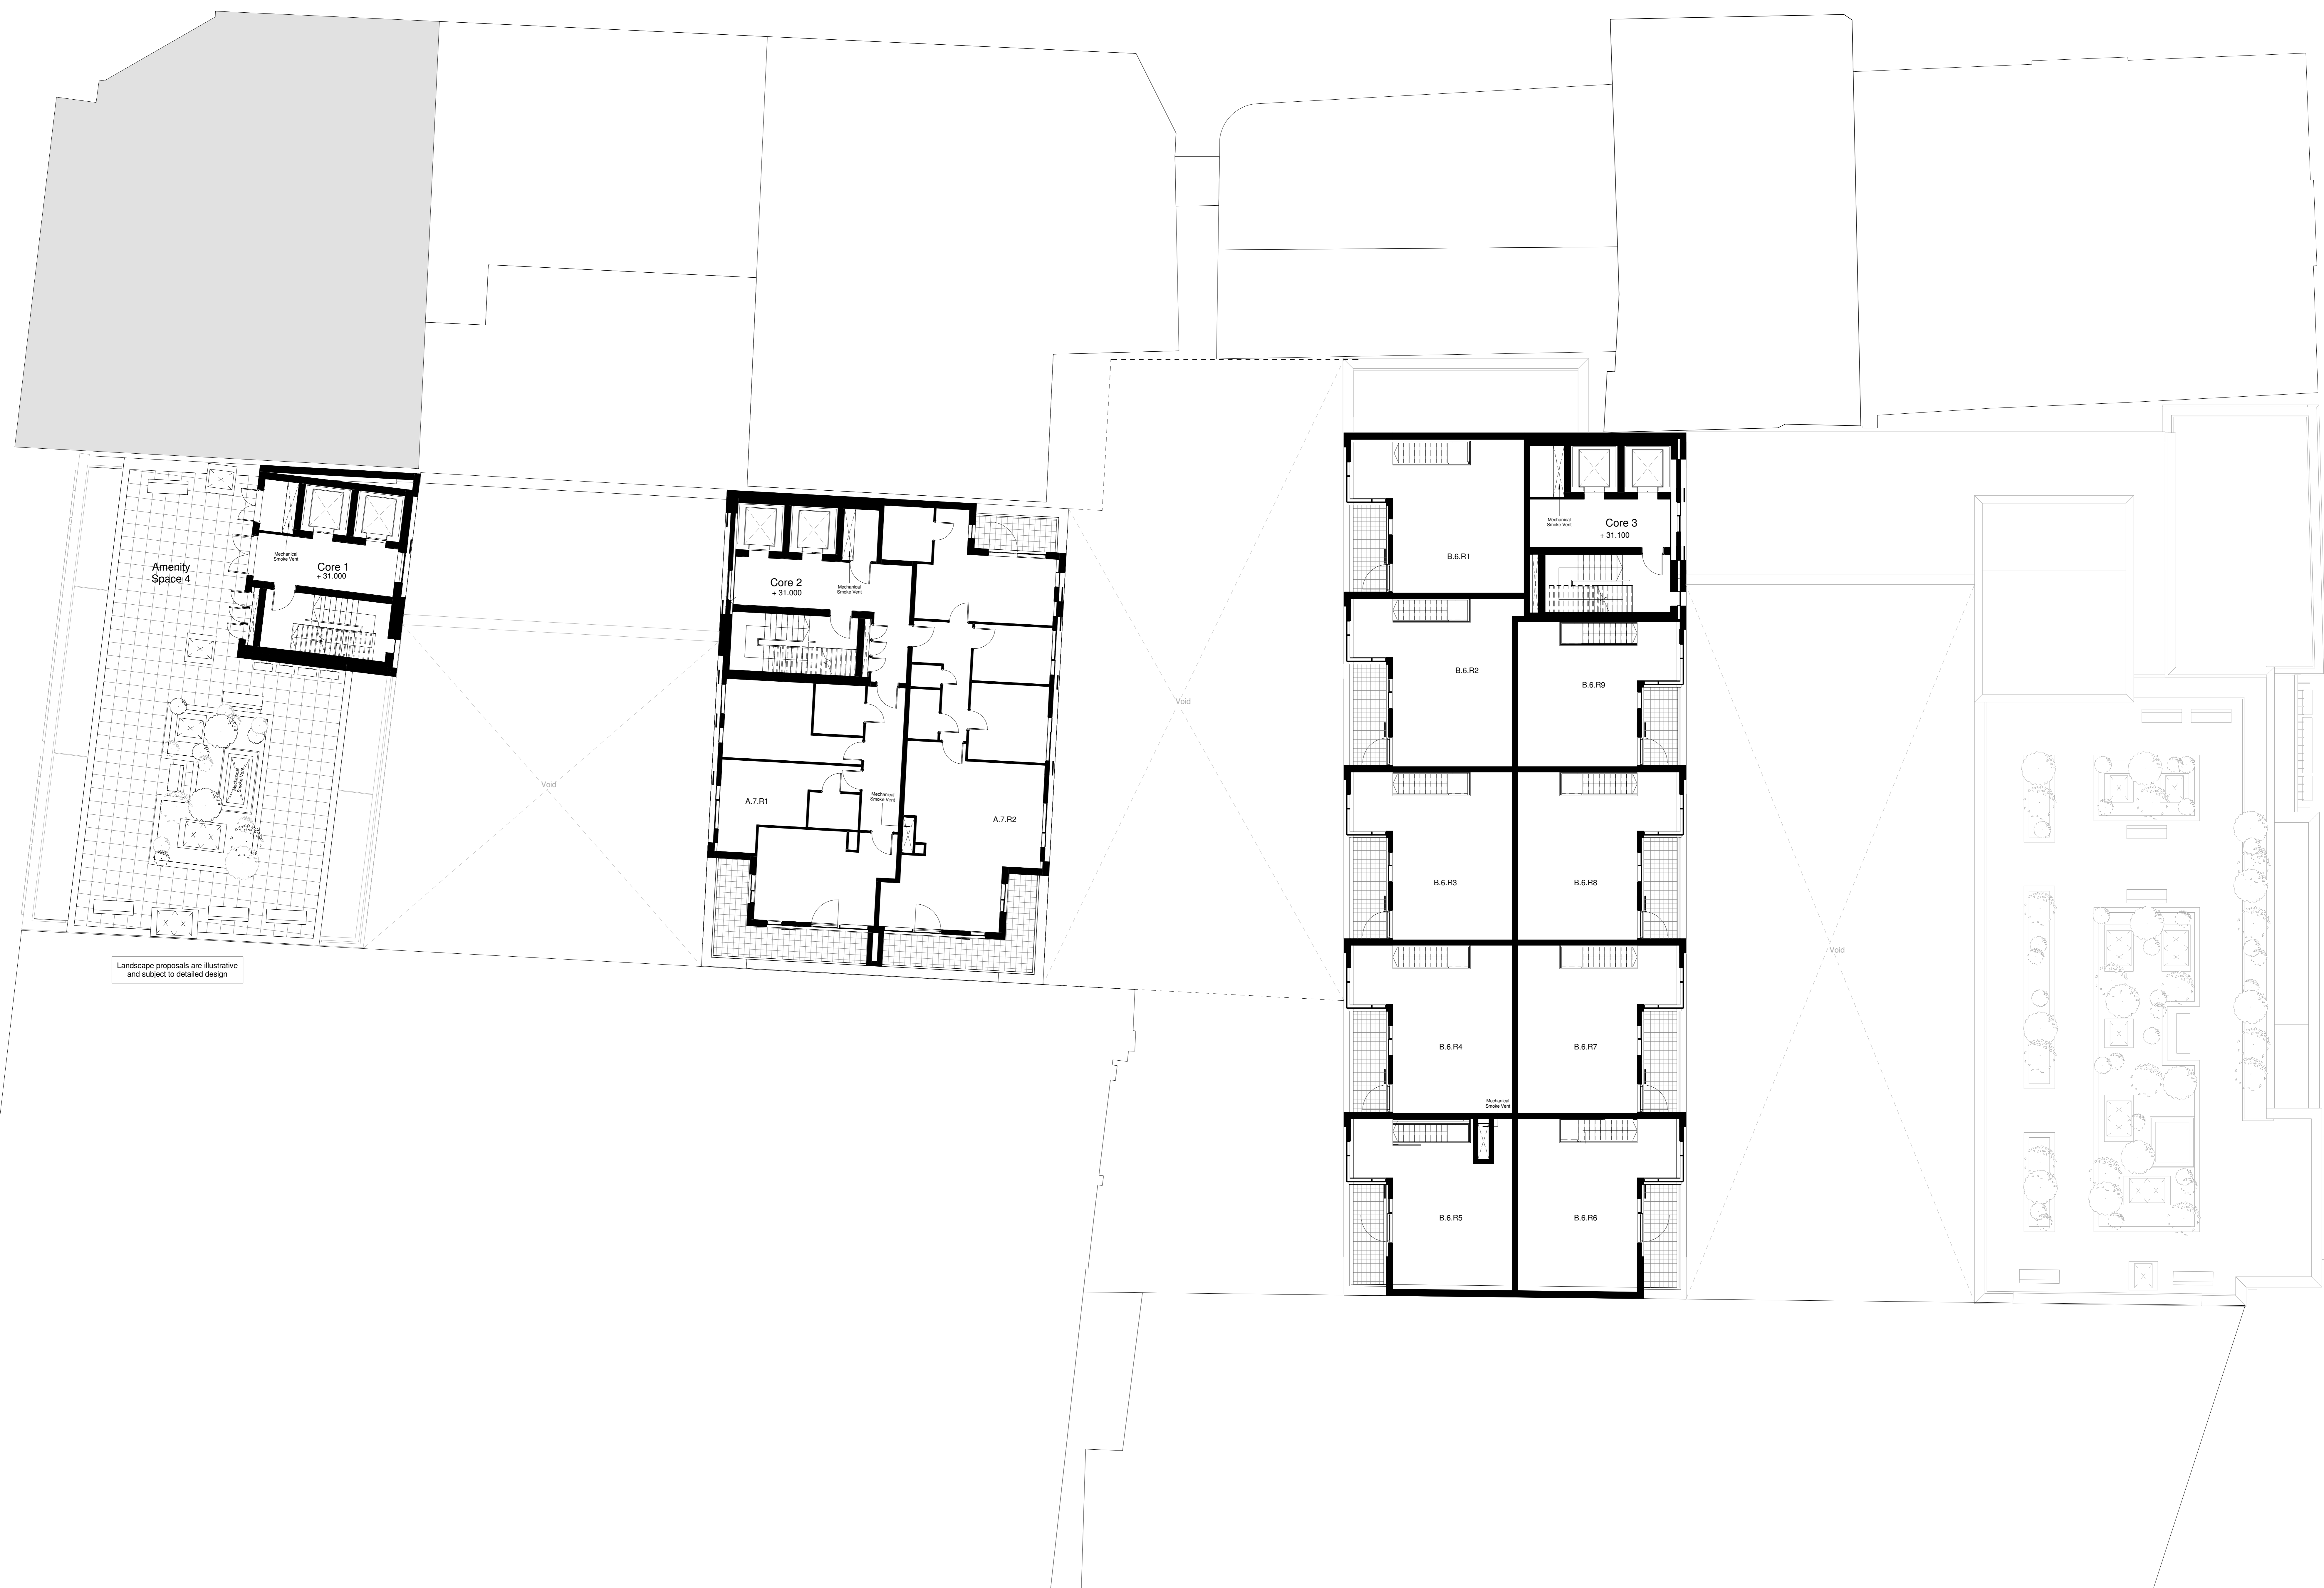 Mechanical
Smoke Vent
Core 1
+ 31.000
Amenity
Space 4
Mechanical
Smoke Vent
Landscape proposals are illustrative
and subject to detailed design
Void
Core 2
+ 31.000
Mechanical
Smoke Vent
A.7.R1
Mechanical
Smoke Vent
A.7.R2
Void
B.6.R1
Mechanical
Smoke Vent
Core 3
+ 31.100
B.6.R2
B.6.R9
B.6.R3
B.6.R8
B.6.R4
B.6.R7
Mechanical
Smoke Vent
B.6.R5
B.6.R6
Void